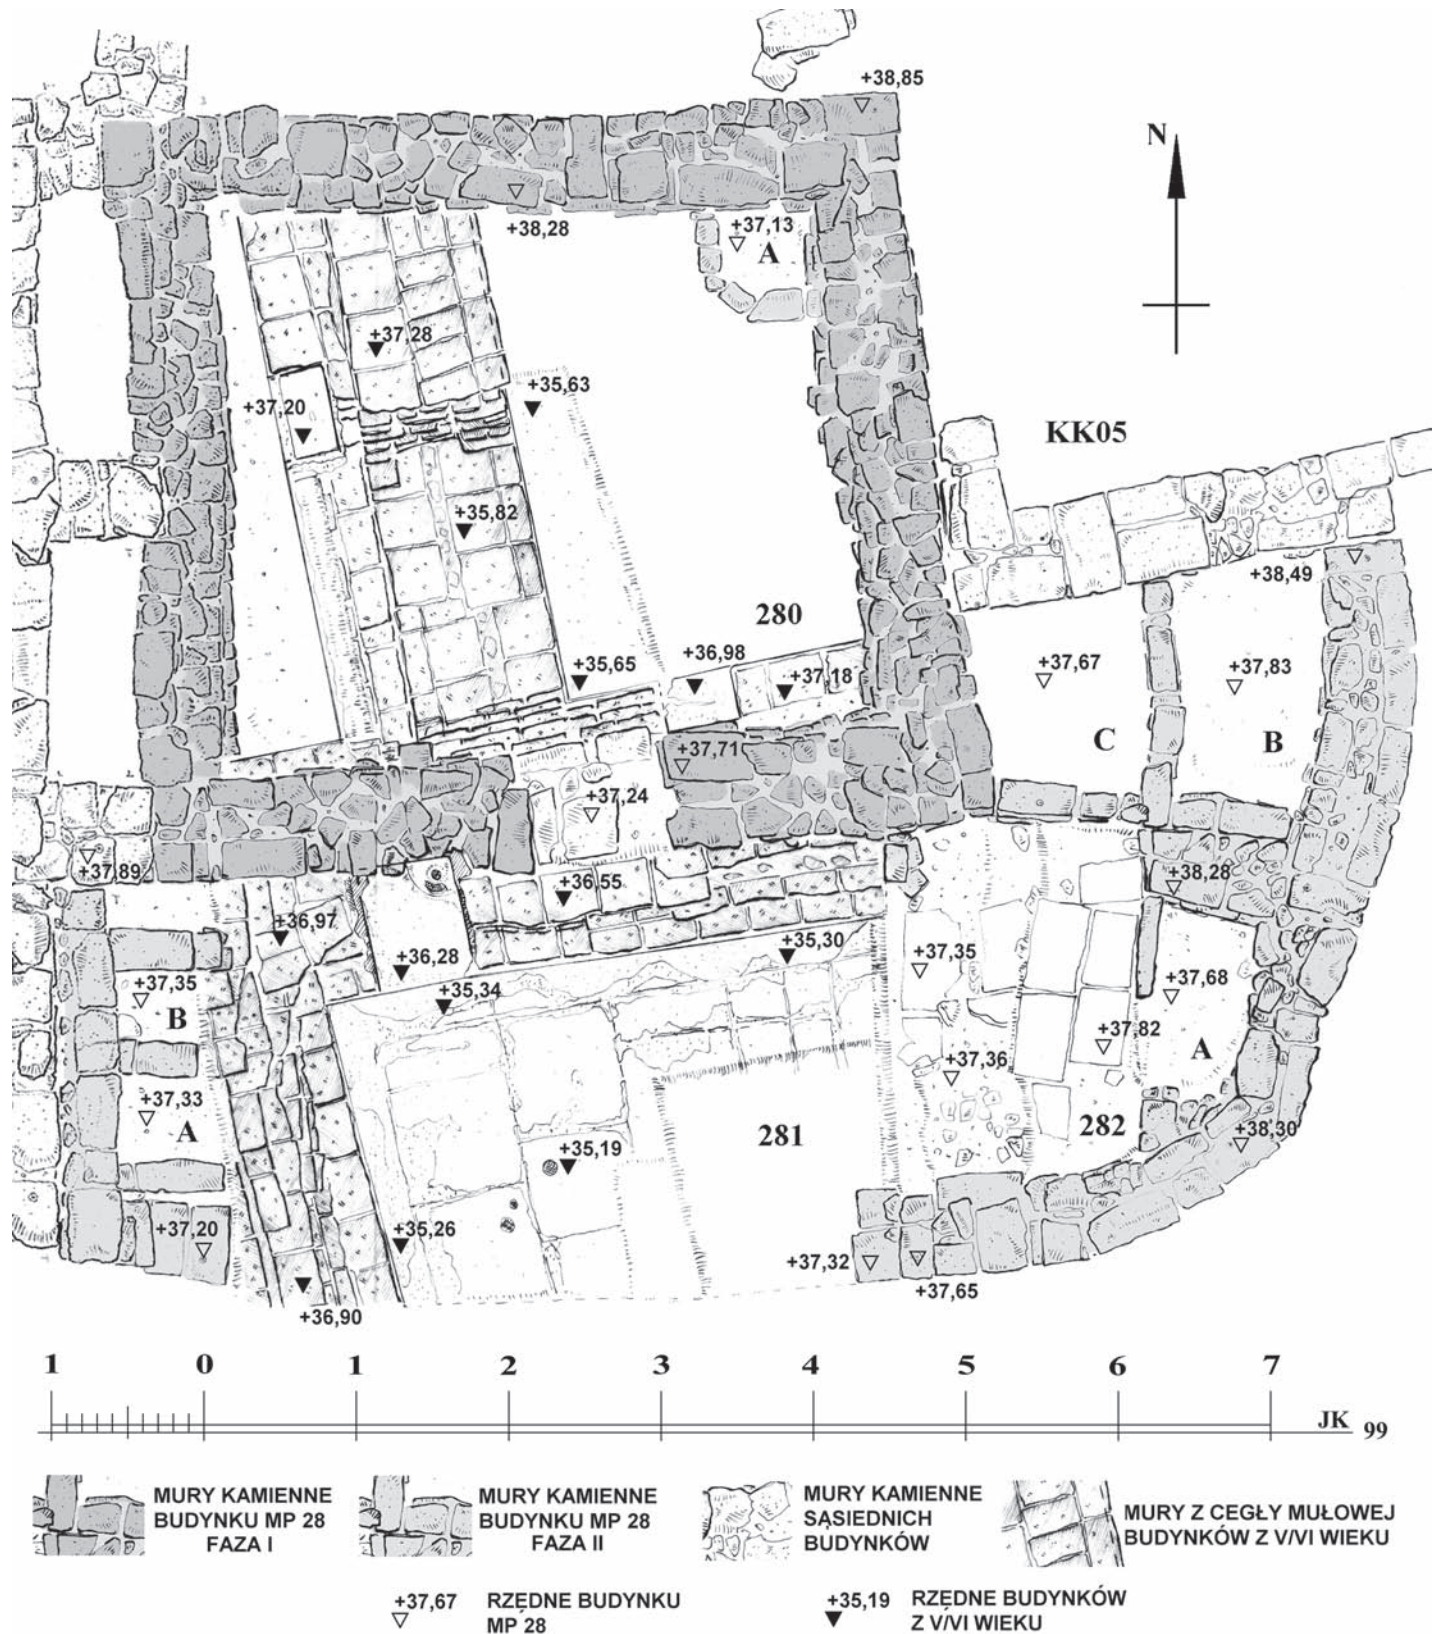 +38,85
N
+38,28
+37,13
A
+37,28
+35,63
+37,20
KK05
+35,82
+38,49
280
+35,65
+36,98
+37,18
+37,67
+37,83
C
B
+37,71
+37,24
+37,89
+38,28
+36,55
+36,97
+36,28
+35,30
+37,35
+35,34
+37,35
B
+37,68
+37,82
A
+37,36
+37,33
A
281
282
+38,30
+35,19
+37,20
+35,26
+37,32
+37,65
+36,90
1 0 1 2 3 4 5 6 7
JK 99
MURY KAMIENNE
BUDYNKU MP 28
FAZA I
MURY KAMIENNE
BUDYNKU MP 28
FAZA II
MURY KAMIENNE
SĄSIEDNICH
BUDYNKÓW
MURY Z CEGŁY MUŁOWEJ
BUDYNKÓW Z V/VI WIEKU
+37,67
RZĘDNE BUDYNKU
MP 28
+35,19
RZĘDNE BUDYNKÓW
Z V/VI WIEKU